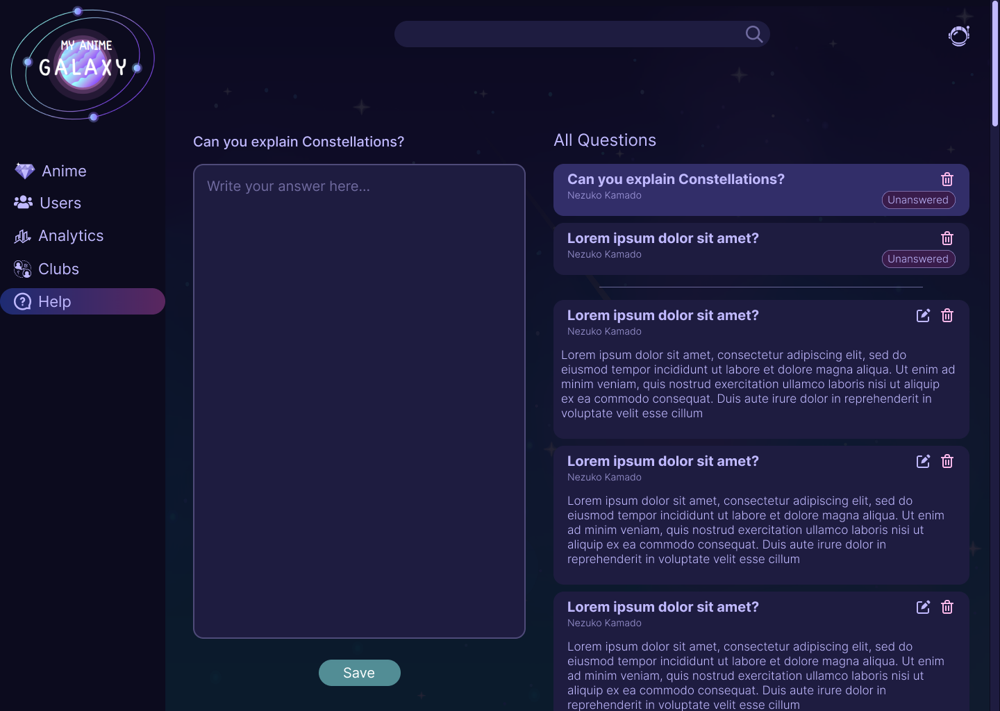 MY ANIME
GALAXY
Anime
Users
Analytics
Clubs
Help
Can you explain Constellations?
Write your answer here...
Save
All Questions
Can you explain Constellations?
Nezuko Kamado
Unanswered
Lorem ipsum dolor sit amet?
Nezuko Kamado
Unanswered
Lorem ipsum dolor sit amet?
Nezuko Kamado
Lorem ipsum dolor sit amet, consectetur adipiscing elit, sed do
eiusmod tempor incididunt ut labore et dolore magna aliqua. Ut enim ad
minim veniam, quis nostrud exercitation ullamco laboris nisi ut aliquip
ex ea commodo consequat. Duis aute irure dolor in reprehenderit in
voluptate velit esse cillum
Lorem ipsum dolor sit amet?
Nezuko Kamado
Lorem ipsum dolor sit amet, consectetur adipiscing elit, sed do
eiusmod tempor incididunt ut labore et dolore magna aliqua. Ut enim
ad minim veniam, quis nostrud exercitation ullamco laboris nisi ut
aliquip ex ea commodo consequat. Duis aute irure dolor in
reprehenderit in voluptate velit esse cillum
Lorem ipsum dolor sit amet?
Nezuko Kamado
Lorem ipsum dolor sit amet, consectetur adipiscing elit, sed do
eiusmod tempor incididunt ut labore et dolore magna aliqua. Ut enim
ad minim veniam, quis nostrud exercitation ullamco laboris nisi ut
aliquip ex ea commodo consequat. Duis aute irure dolor in
reprehenderit in voluptate velit esse cillum